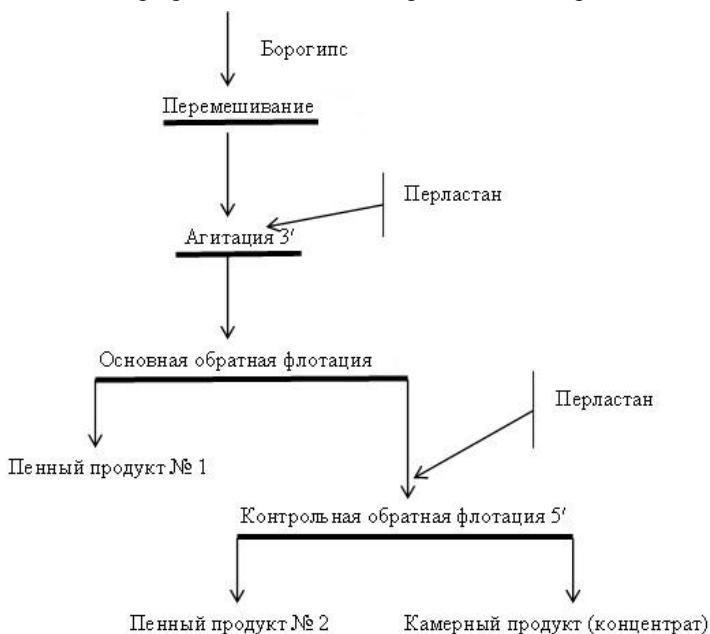 Борогипс
Перемешивание
Перластан
Агитация 3'
Основная обратная флотация
Перластан
Пенный продукт № 1
Контрольная обратная флотация 5'
Пенный продукт № 2
Камерный продукт (концентрат)